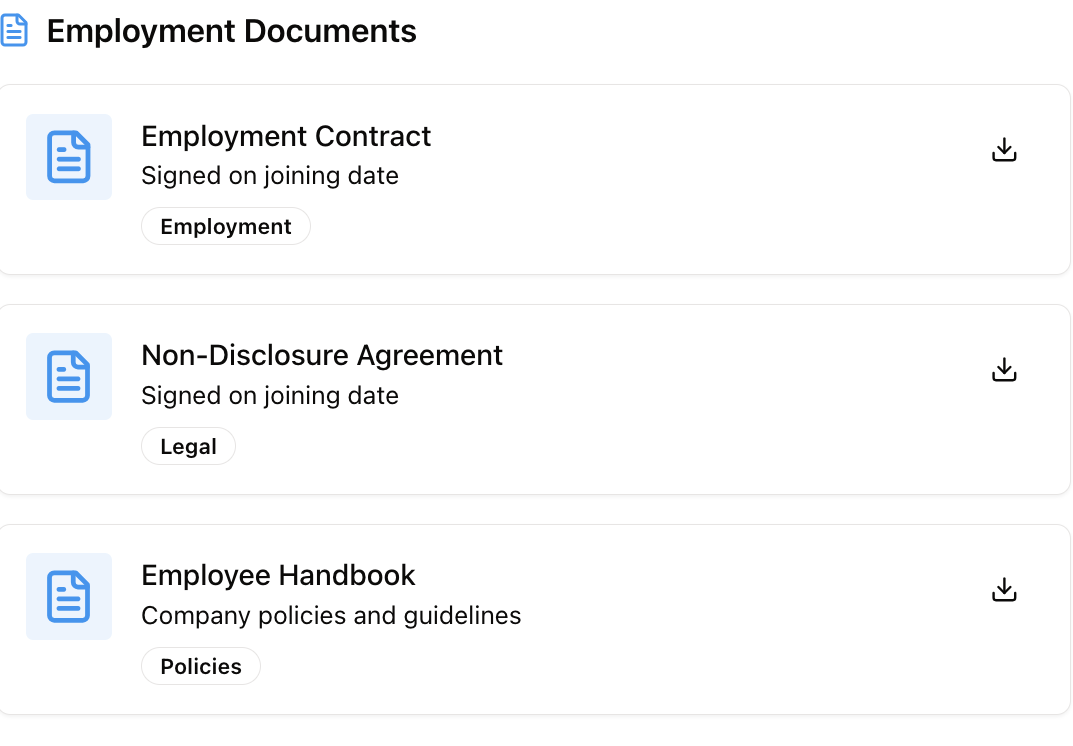 Employment Documents
Employment Contract
Signed on joining date
Employment
Non-Disclosure Agreement
Signed on joining date
Legal
Employee Handbook
Company policies and guidelines
Policies